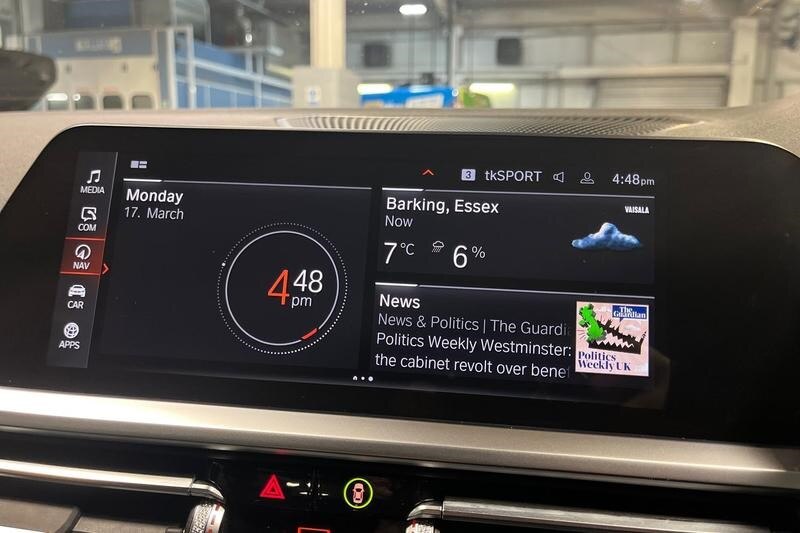 MEDIA
COM
NAV
CAR
APPS
3 tkSPORT 4:48pm
Monday
17. March
4 48
pm
Barking, Essex
Now
VAISALA
7 °C 6 %
News
News & Politics | The Guardi
Politics Weekly Westminster:
the cabinet revolt over bene
The
Guardian
Politics
Weekly UK